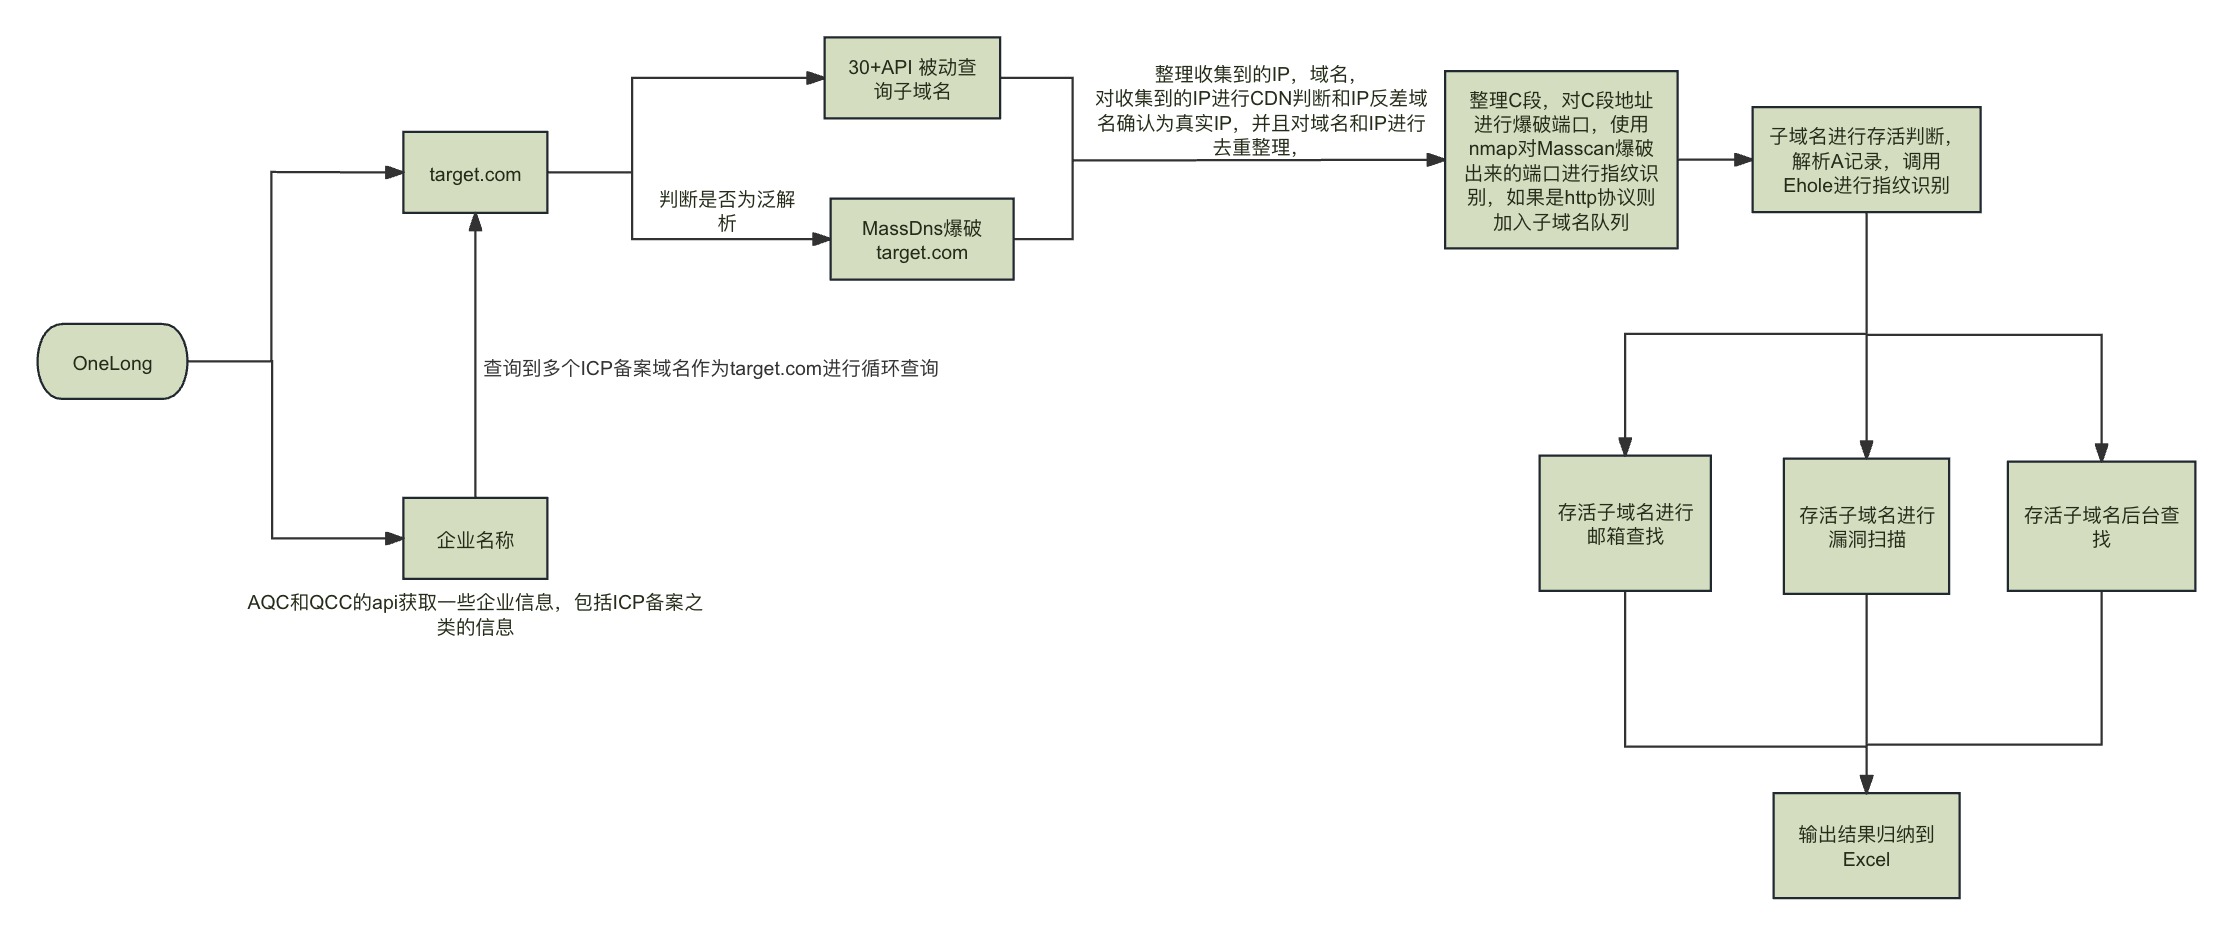 30+API 被动查
询子域名
整理收集到的IP，域名，
对收集到的IP进行CDN判断和IP反差域
名确认为真实IP，并且对域名和IP进行
去重整理，
整理C段，对C段地址
进行爆破端口，使用
nmap对Masscan爆破
出来的端口进行指纹识
别，如果是http协议则
加入子域名队列
子域名进行存活判断，
解析A记录，调用
Ehole进行指纹识别
target.com
判断是否为泛解
析
MassDns爆破
target.com
OneLong
查询到多个ICP备案域名作为target.com进行循环查询
企业名称
AQC和QCC的api获取一些企业信息，包括ICP备案之
类的信息
存活子域名进行
邮箱查找
存活子域名进行
漏洞扫描
存活子域名后台查
找
输出结果归纳到
Excel